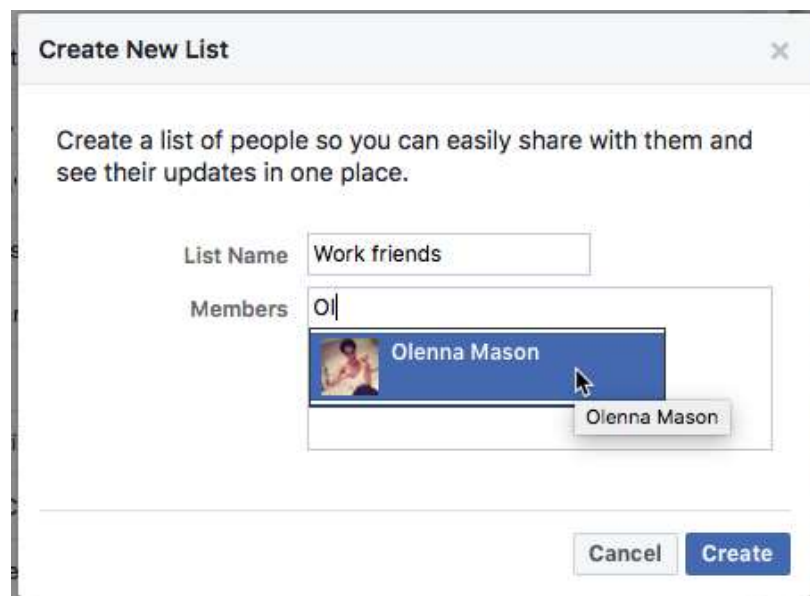 Create New List
Create a list of people so you can easily share with them and
see their updates in one place.
List Name Work friends
Members Ol
Olenna Mason
Olenna Mason
Cancel Create